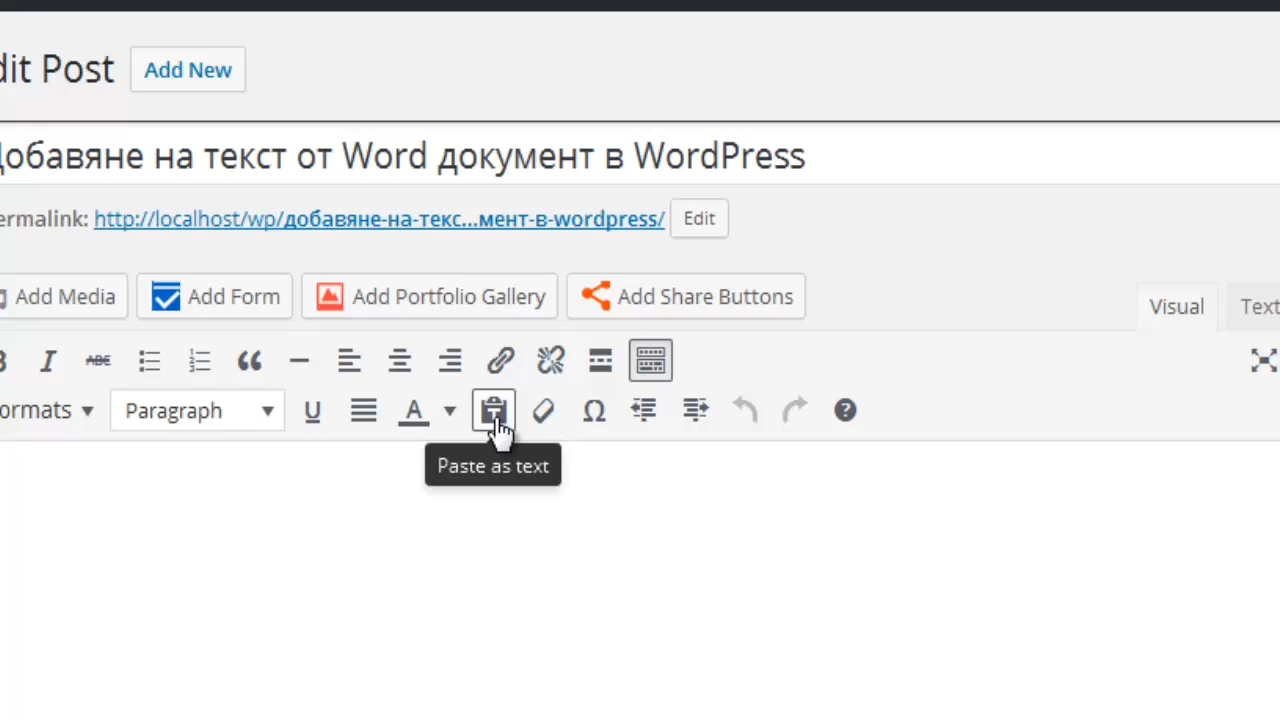 dit Post Add New
Добавяне на текст от Word документ в WordPress
ermalink: http://localhost/wp/добавяне-на-текс...мент-в-wordpress/ Edit
Add Media Add Form Add Portfolio Gallery Add Share Buttons Visual Text
B I ABC
ormats Paragraph U A Ω ?
Paste as text